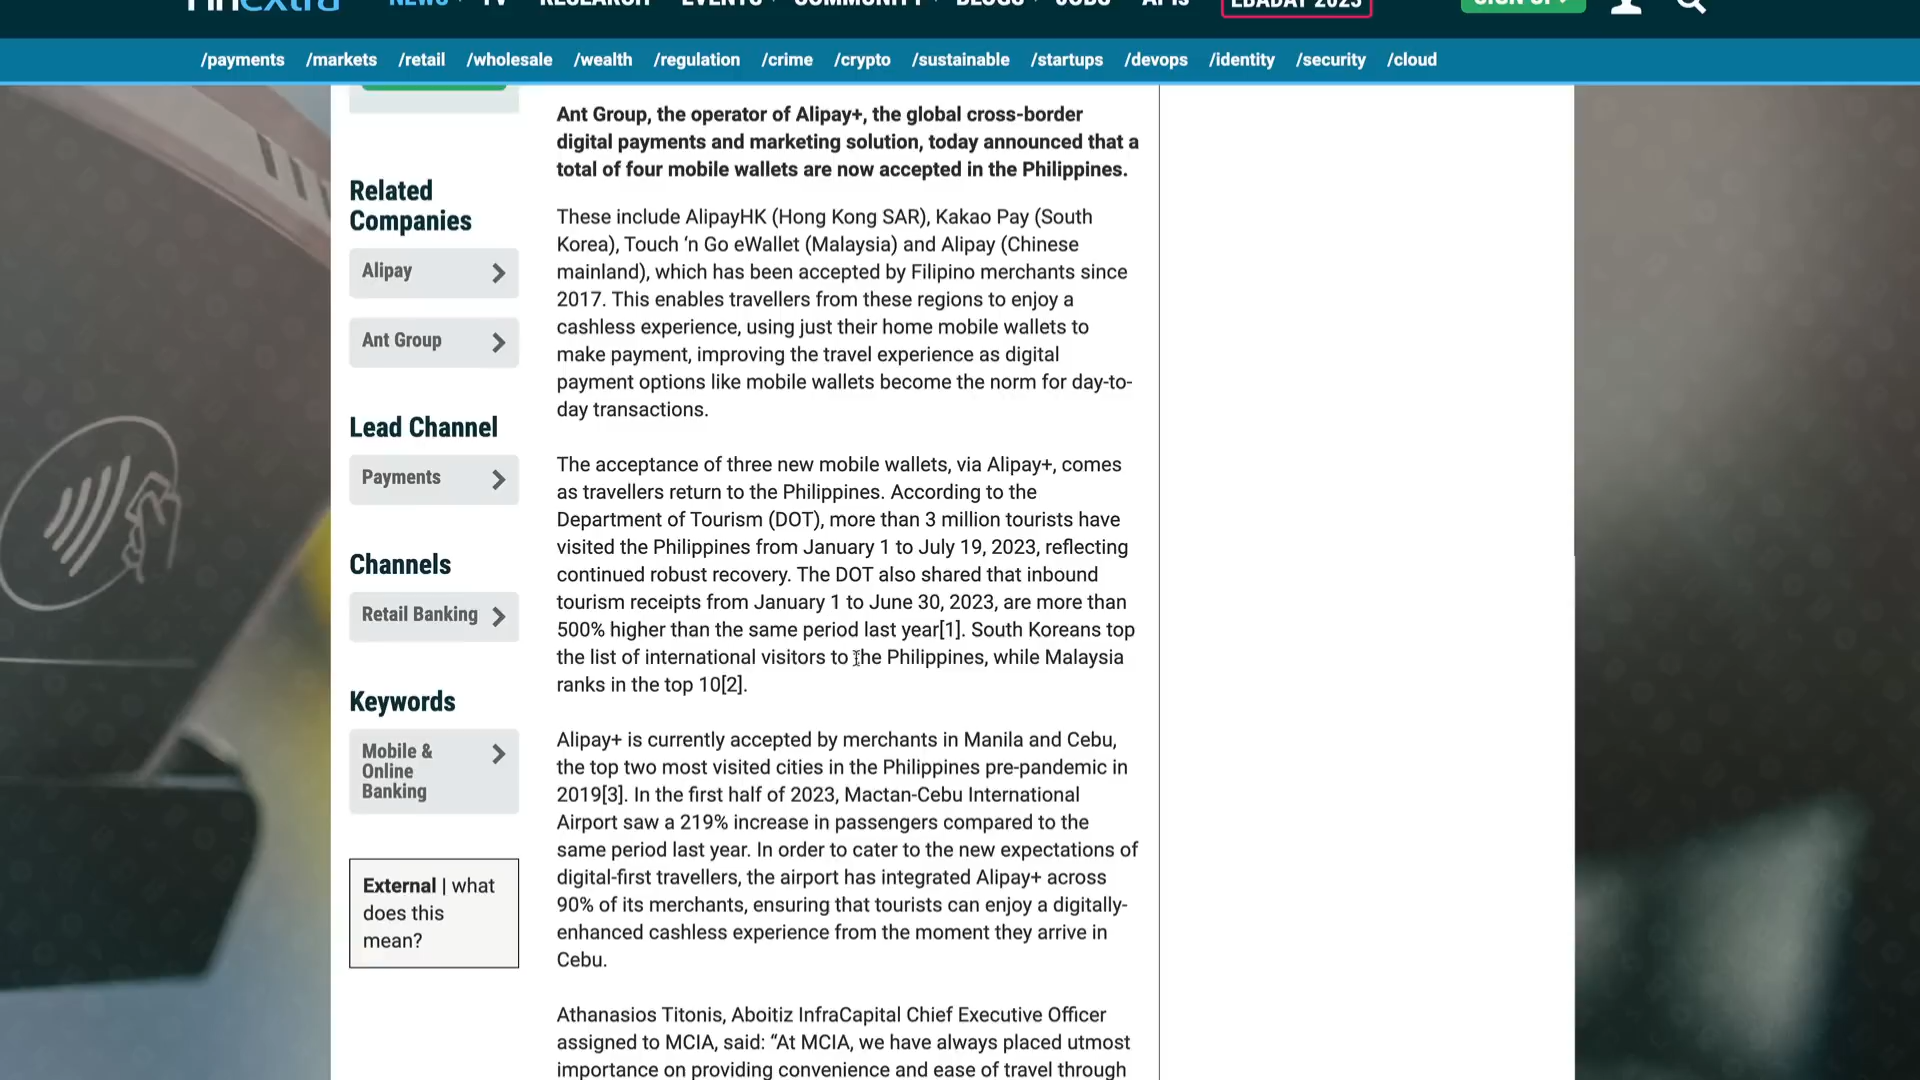 finextra
NEWS TV RESEARCH EVENTS COMMUNITY BLOGS JOBS APIs EBADAY 2023 SIGN UP
/payments /markets /retail /wholesale /wealth /regulation /crime /crypto /sustainable /startups /devops /identity /security /cloud
Related
Companies
Alipay
Ant Group
Lead Channel
Payments
Channels
Retail Banking
Keywords
Mobile &
Online
Banking
External | what
does this
mean?
Ant Group, the operator of Alipay+, the global cross-border
digital payments and marketing solution, today announced that a
total of four mobile wallets are now accepted in the Philippines.
These include AlipayHK (Hong Kong SAR), Kakao Pay (South
Korea), Touch ‘n Go eWallet (Malaysia) and Alipay (Chinese
mainland), which has been accepted by Filipino merchants since
2017. This enables travellers from these regions to enjoy a
cashless experience, using just their home mobile wallets to
make payment, improving the travel experience as digital
payment options like mobile wallets become the norm for day-to-
day transactions.
The acceptance of three new mobile wallets, via Alipay+, comes
as travellers return to the Philippines. According to the
Department of Tourism (DOT), more than 3 million tourists have
visited the Philippines from January 1 to July 19, 2023, reflecting
continued robust recovery. The DOT also shared that inbound
tourism receipts from January 1 to June 30, 2023, are more than
500% higher than the same period last year[1]. South Koreans top
the list of international visitors to the Philippines, while Malaysia
ranks in the top 10[2].
Alipay+ is currently accepted by merchants in Manila and Cebu,
the top two most visited cities in the Philippines pre-pandemic in
2019[3]. In the first half of 2023, Mactan-Cebu International
Airport saw a 219% increase in passengers compared to the
same period last year. In order to cater to the new expectations of
digital-first travellers, the airport has integrated Alipay+ across
90% of its merchants, ensuring that tourists can enjoy a digitally-
enhanced cashless experience from the moment they arrive in
Cebu.
Athanasios Titonis, Aboitiz InfraCapital Chief Executive Officer
assigned to MCIA, said: “At MCIA, we have always placed utmost
importance on providing convenience and ease of travel through